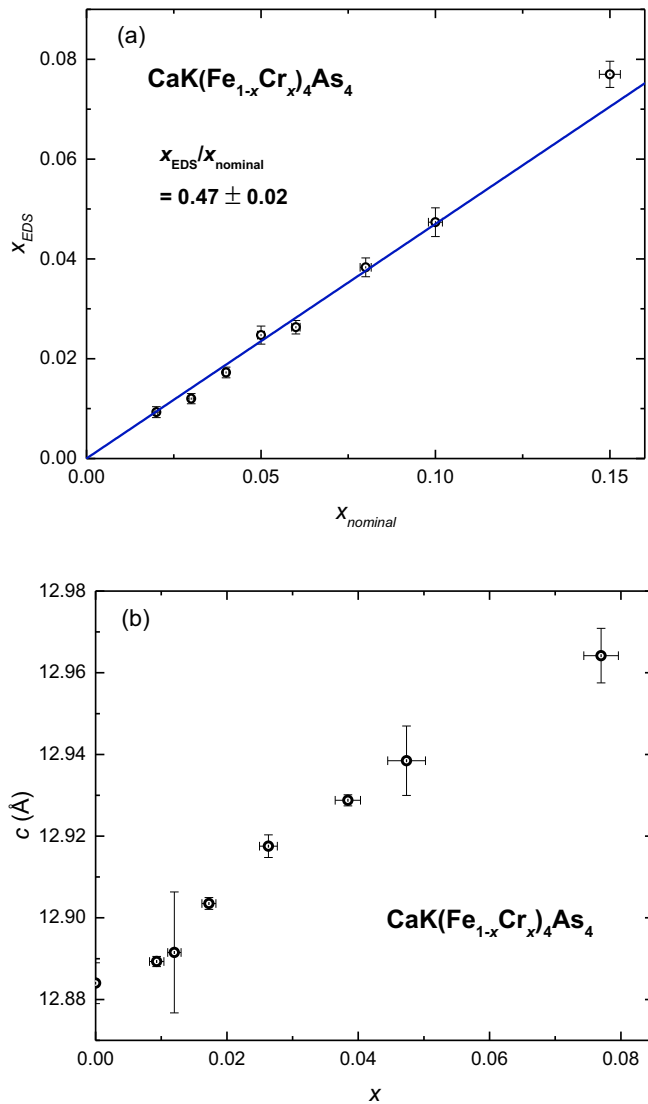 (a)
CaK(Fe1-xCrx)4As4
xEDS/xnominal
= 0.47 ± 0.02
xEDS
0.08
0.06
0.04
0.02
0.00
0.00 0.05 0.10 0.15
xnominal
(b)
12.98
12.96
12.94
12.92
12.90
12.88
c (Å)
CaK(Fe1-xCrx)4As4
0.00 0.02 0.04 0.06 0.08
x